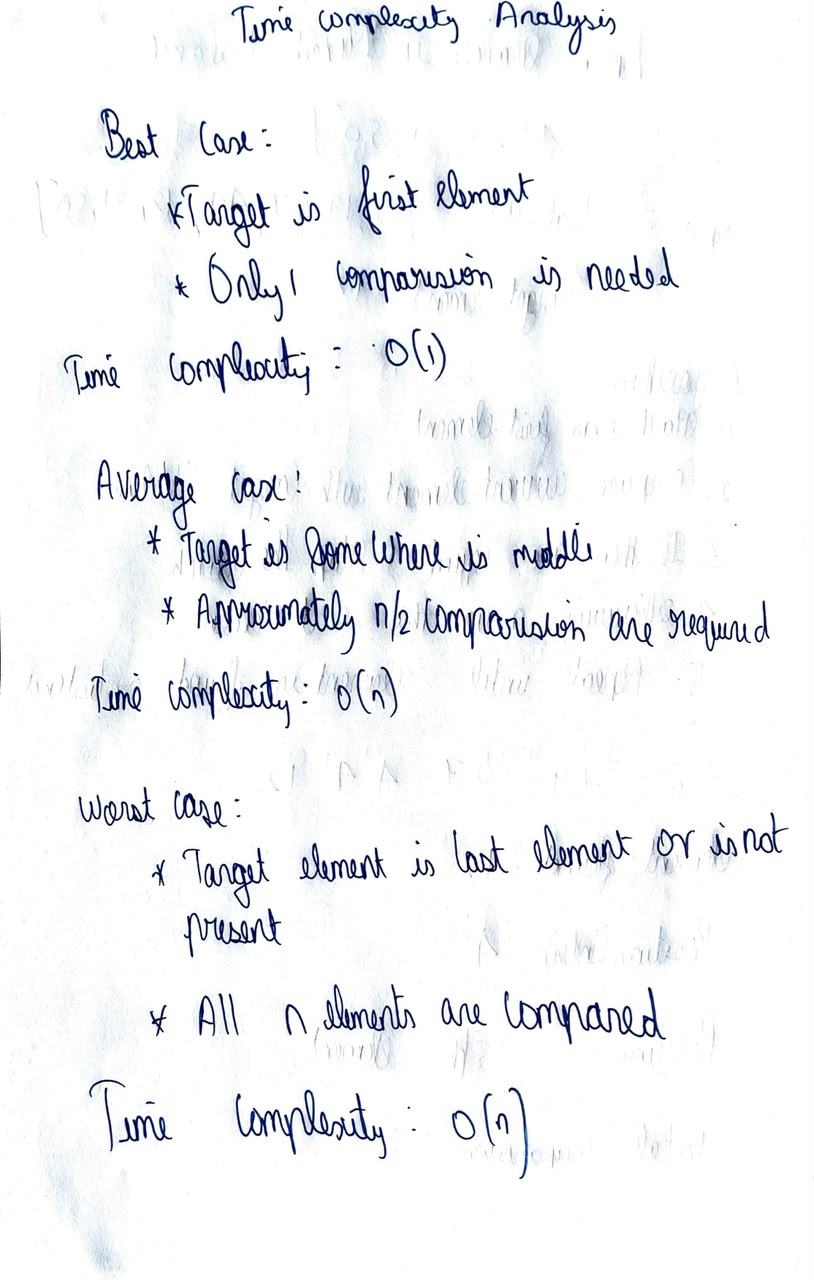 Time complexity Analysis
Best Case:
*Target is first element
* Only 1 comparision is needed
Time complexity: O(1)
Average case:
* Target is Some Where is middle
* Approximately n/2 comparision are required
Time complexity: O(n)
Worst case:
* Target element is last element or is not
present
* All n elements are compared
Time complexity: O(n)